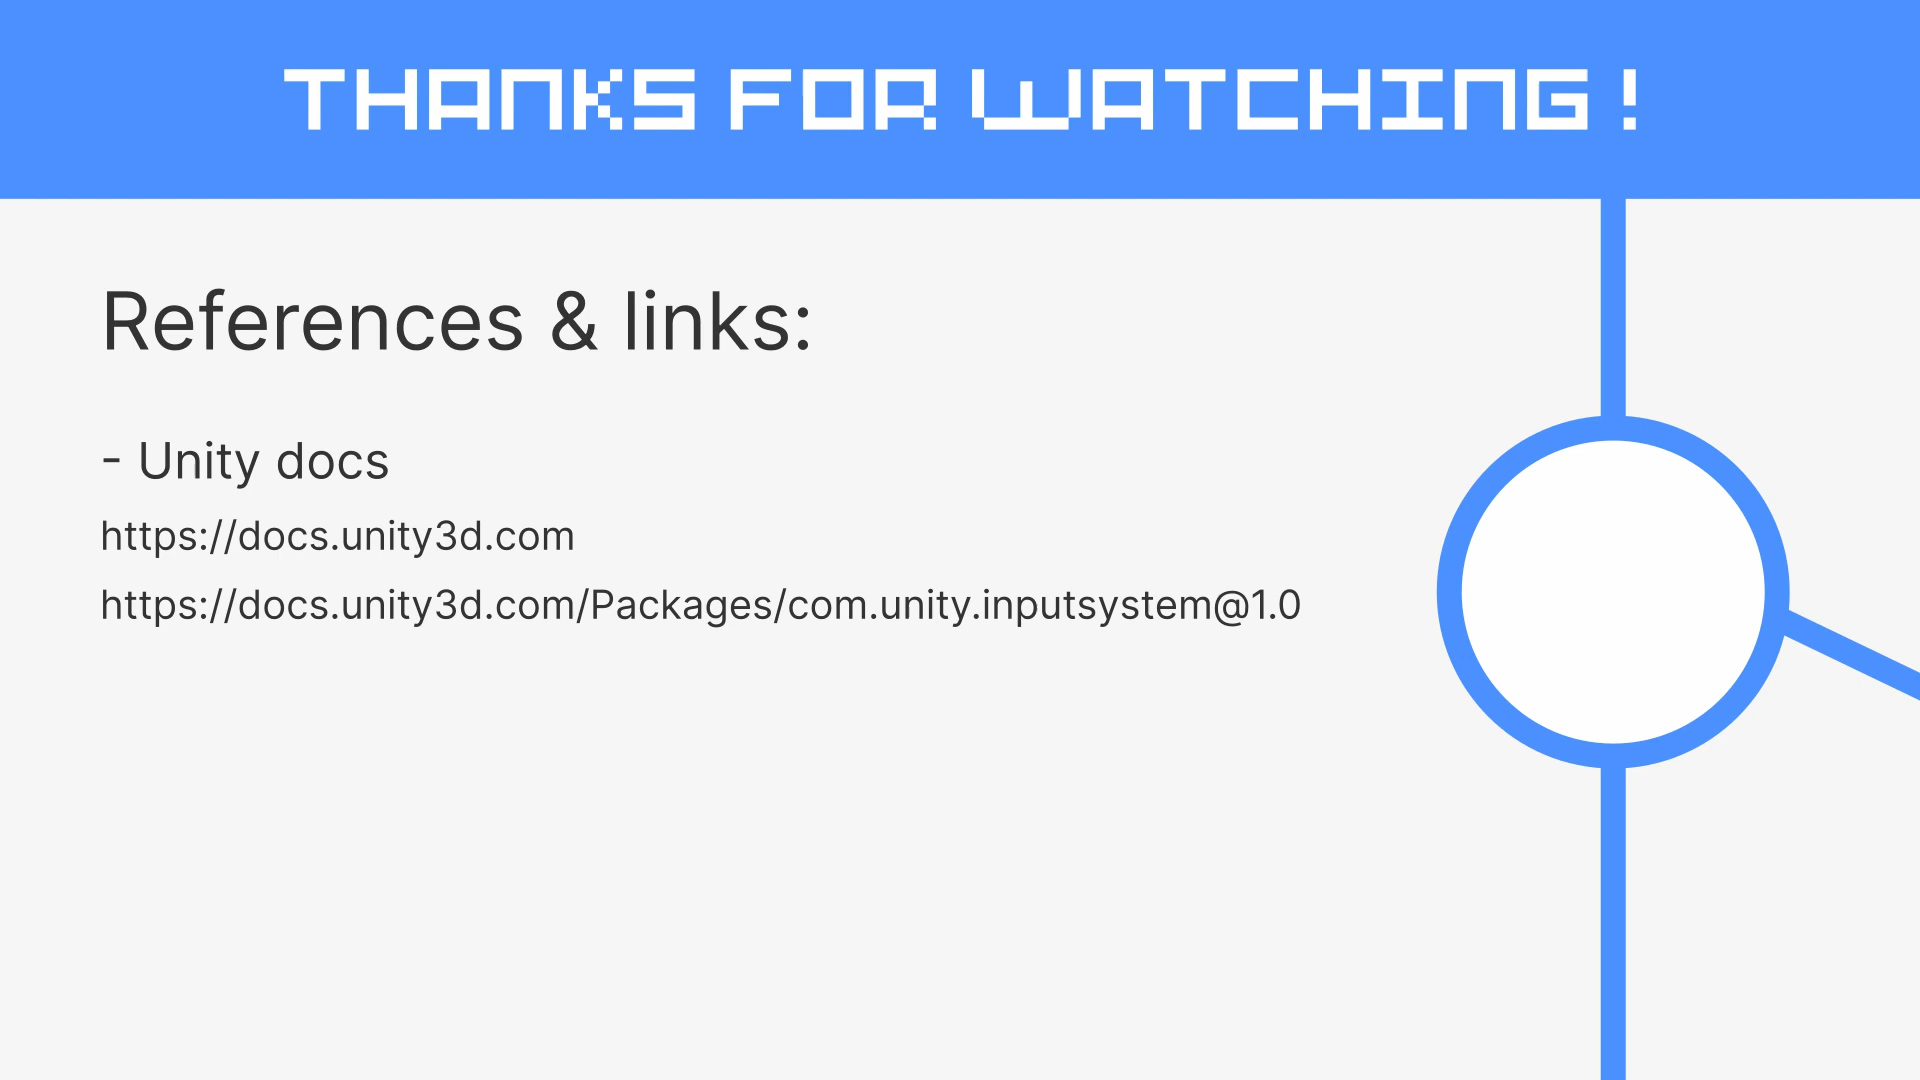 THANKS FOR WATCHING !
References & links:
- Unity docs
https://docs.unity3d.com
https://docs.unity3d.com/Packages/com.unity.inputsystem@1.0